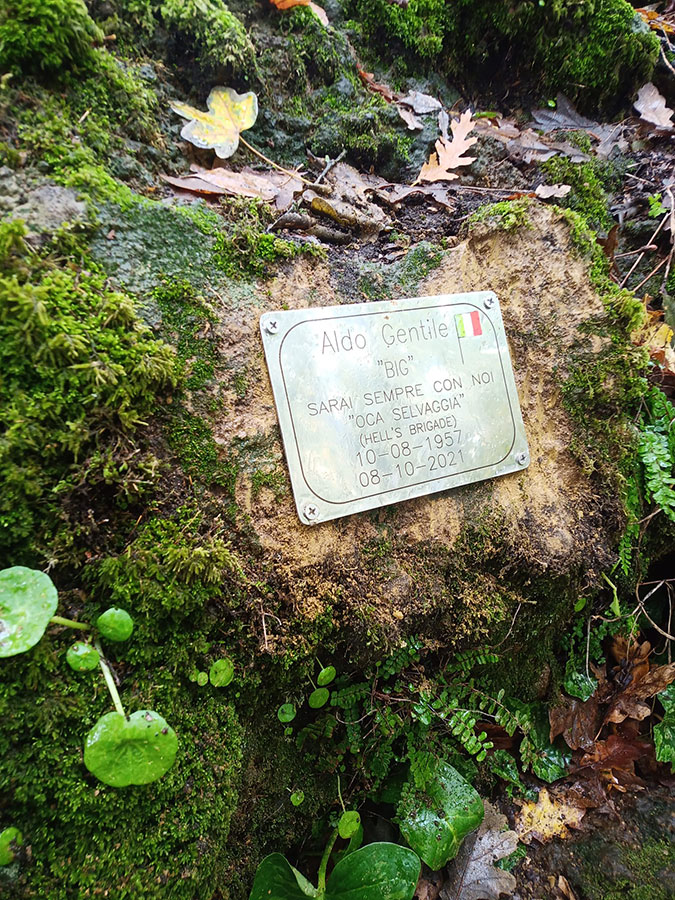 Aldo Gentile
"BIG"
SARAI SEMPRE CON NOI
"OCA SELVAGGIA"
(HELL'S BRIGADE)
10-08-1957
08-10-2021